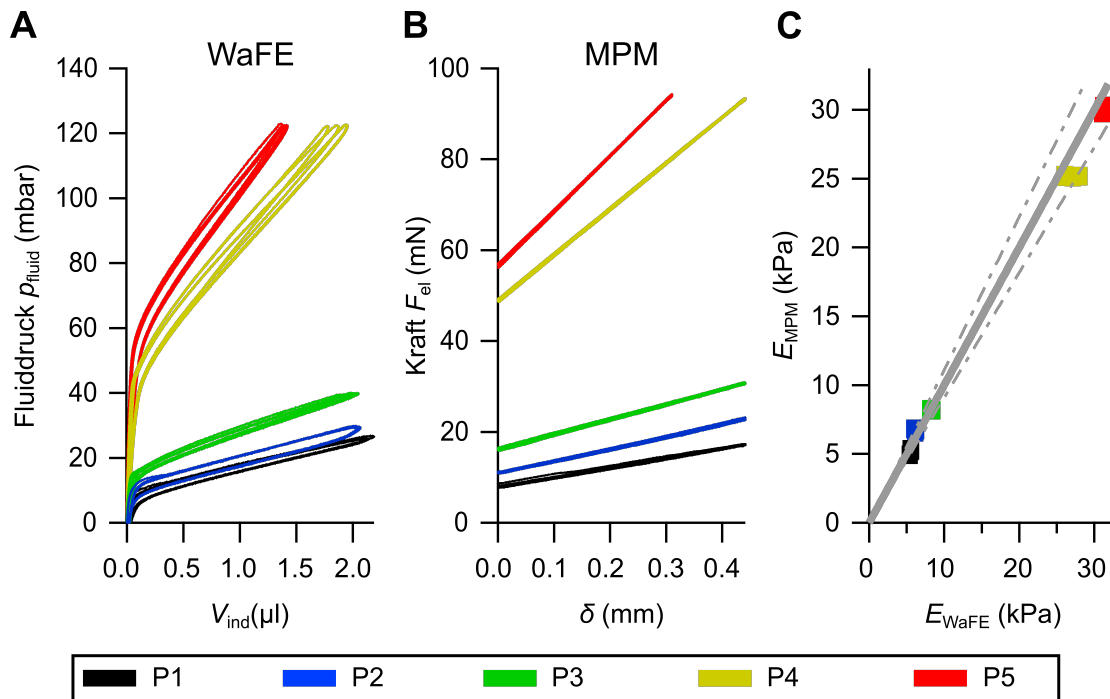 A
B
C
WaFE
MPM
Fluiddruck pfluid (mbar)
140
120
100
80
60
40
20
0
0.0 0.5 1.0 1.5 2.0
Vind(µl)
Kraft Fel (mN)
100
80
60
40
20
0
0.0 0.1 0.2 0.3 0.4
δ (mm)
EMPM (kPa)
30
25
20
15
10
5
0
0 10 20 30
EWaFE (kPa)
P1 P2 P3 P4 P5